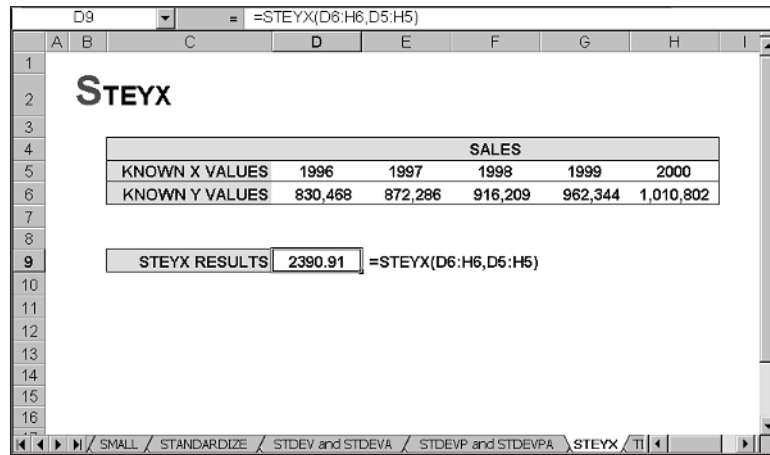 D9 = =STEYX(D6:H6,D5:H5)
A B C D E F G H I
1
2 STEYX
3
4 SALES
5 KNOWN X VALUES 1996 1997 1998 1999 2000
6 KNOWN Y VALUES 830,468 872,286 916,209 962,344 1,010,802
7
8
9 STEYX RESULTS 2390.91 =STEYX(D6:H6,D5:H5)
10
11
12
13
14
15
16
SMALL / STANDARDIZE / STDEV and STDEVA / STDEVP and STDEVPA \ STEYX /